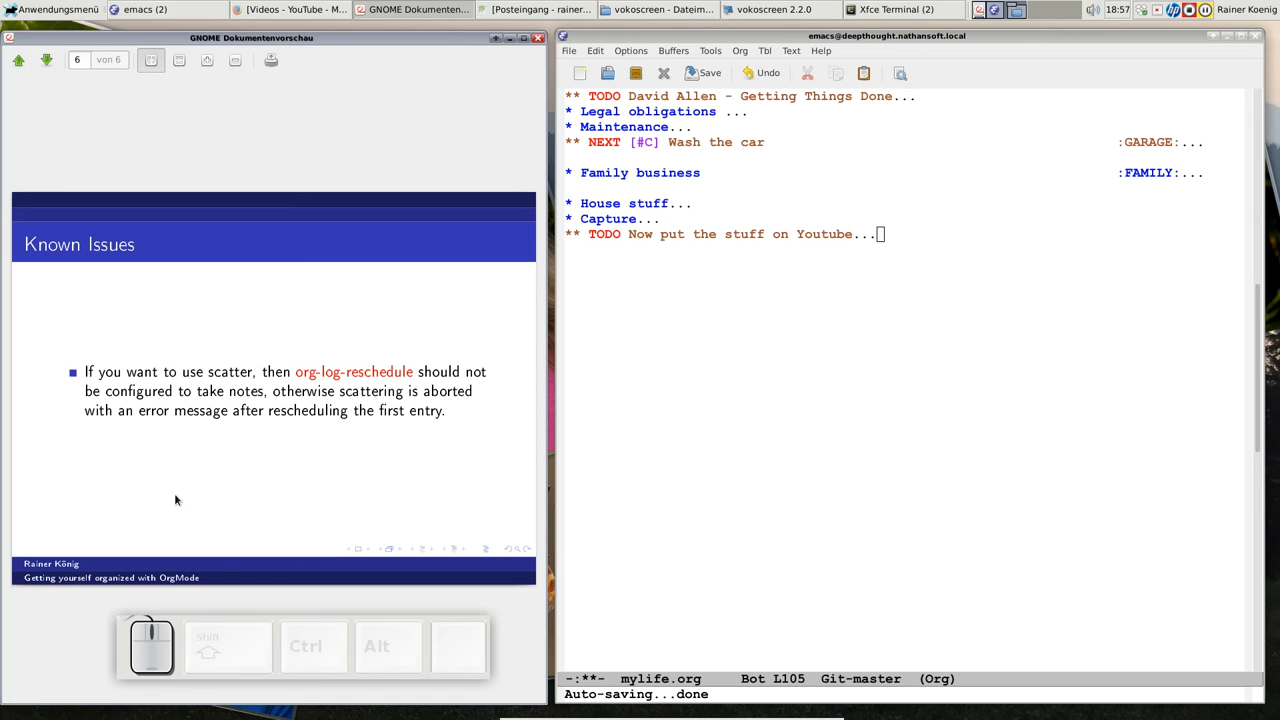 Anwendungsmenü
emacs (2)
[Videos - YouTube - M...
GNOME Dokumenten...
[Posteingang - rainer...
vokoscreen - Dateim...
vokoscreen 2.2.0
Xfce Terminal (2)
18:57
Rainer Koenig
GNOME Dokumentenvorschau
6 von 6
Known Issues
If you want to use scatter, then org-log-reschedule should not
be configured to take notes, otherwise scattering is aborted
with an error message after rescheduling the first entry.
Rainer König
Getting yourself organized with OrgMode
Shift
Ctrl
Alt
emacs@deepthought.nathansoft.local
File Edit Options Buffers Tools Org Tbl Text Help
Save Undo
** TODO David Allen - Getting Things Done...
* Legal obligations ...
* Maintenance...
** NEXT [#C] Wash the car :GARAGE:...
* Family business :FAMILY:...
* House stuff...
* Capture...
** TODO Now put the stuff on Youtube...
-:**- mylife.org Bot L105 Git-master (Org)
Auto-saving...done